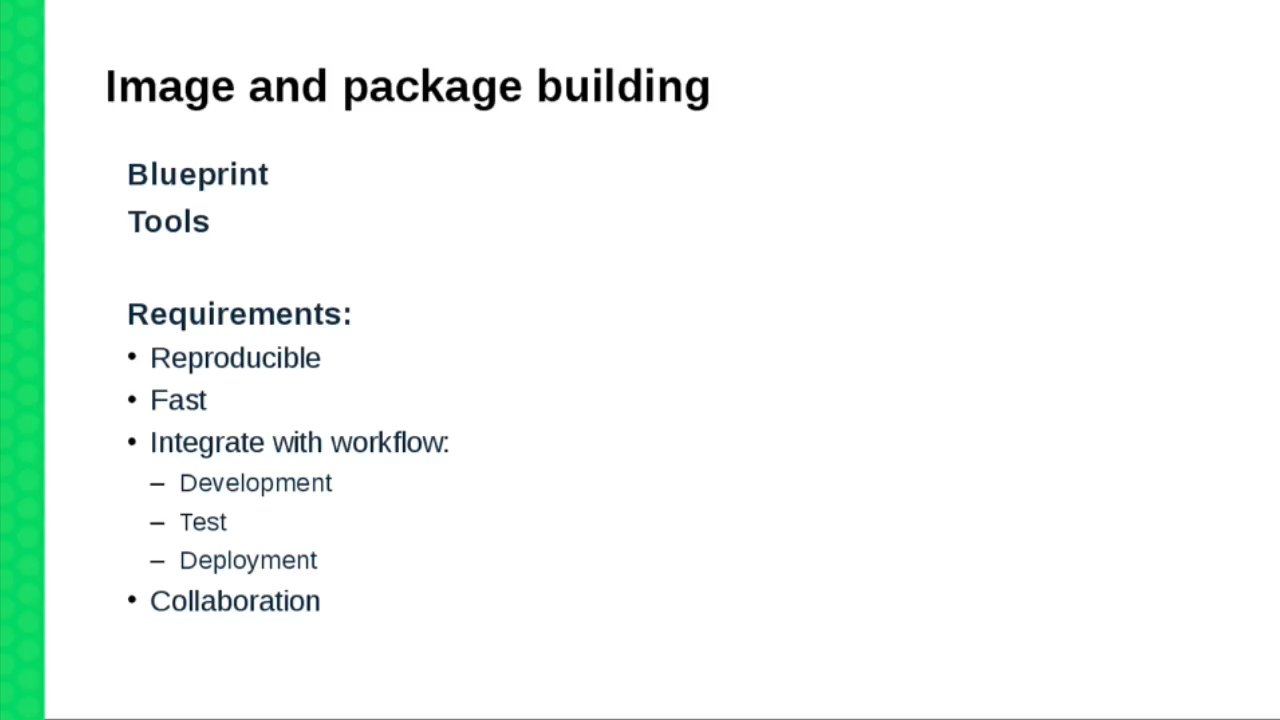 Image and package building
Blueprint
Tools
Requirements:
• Reproducible
• Fast
• Integrate with workflow:
– Development
– Test
– Deployment
• Collaboration